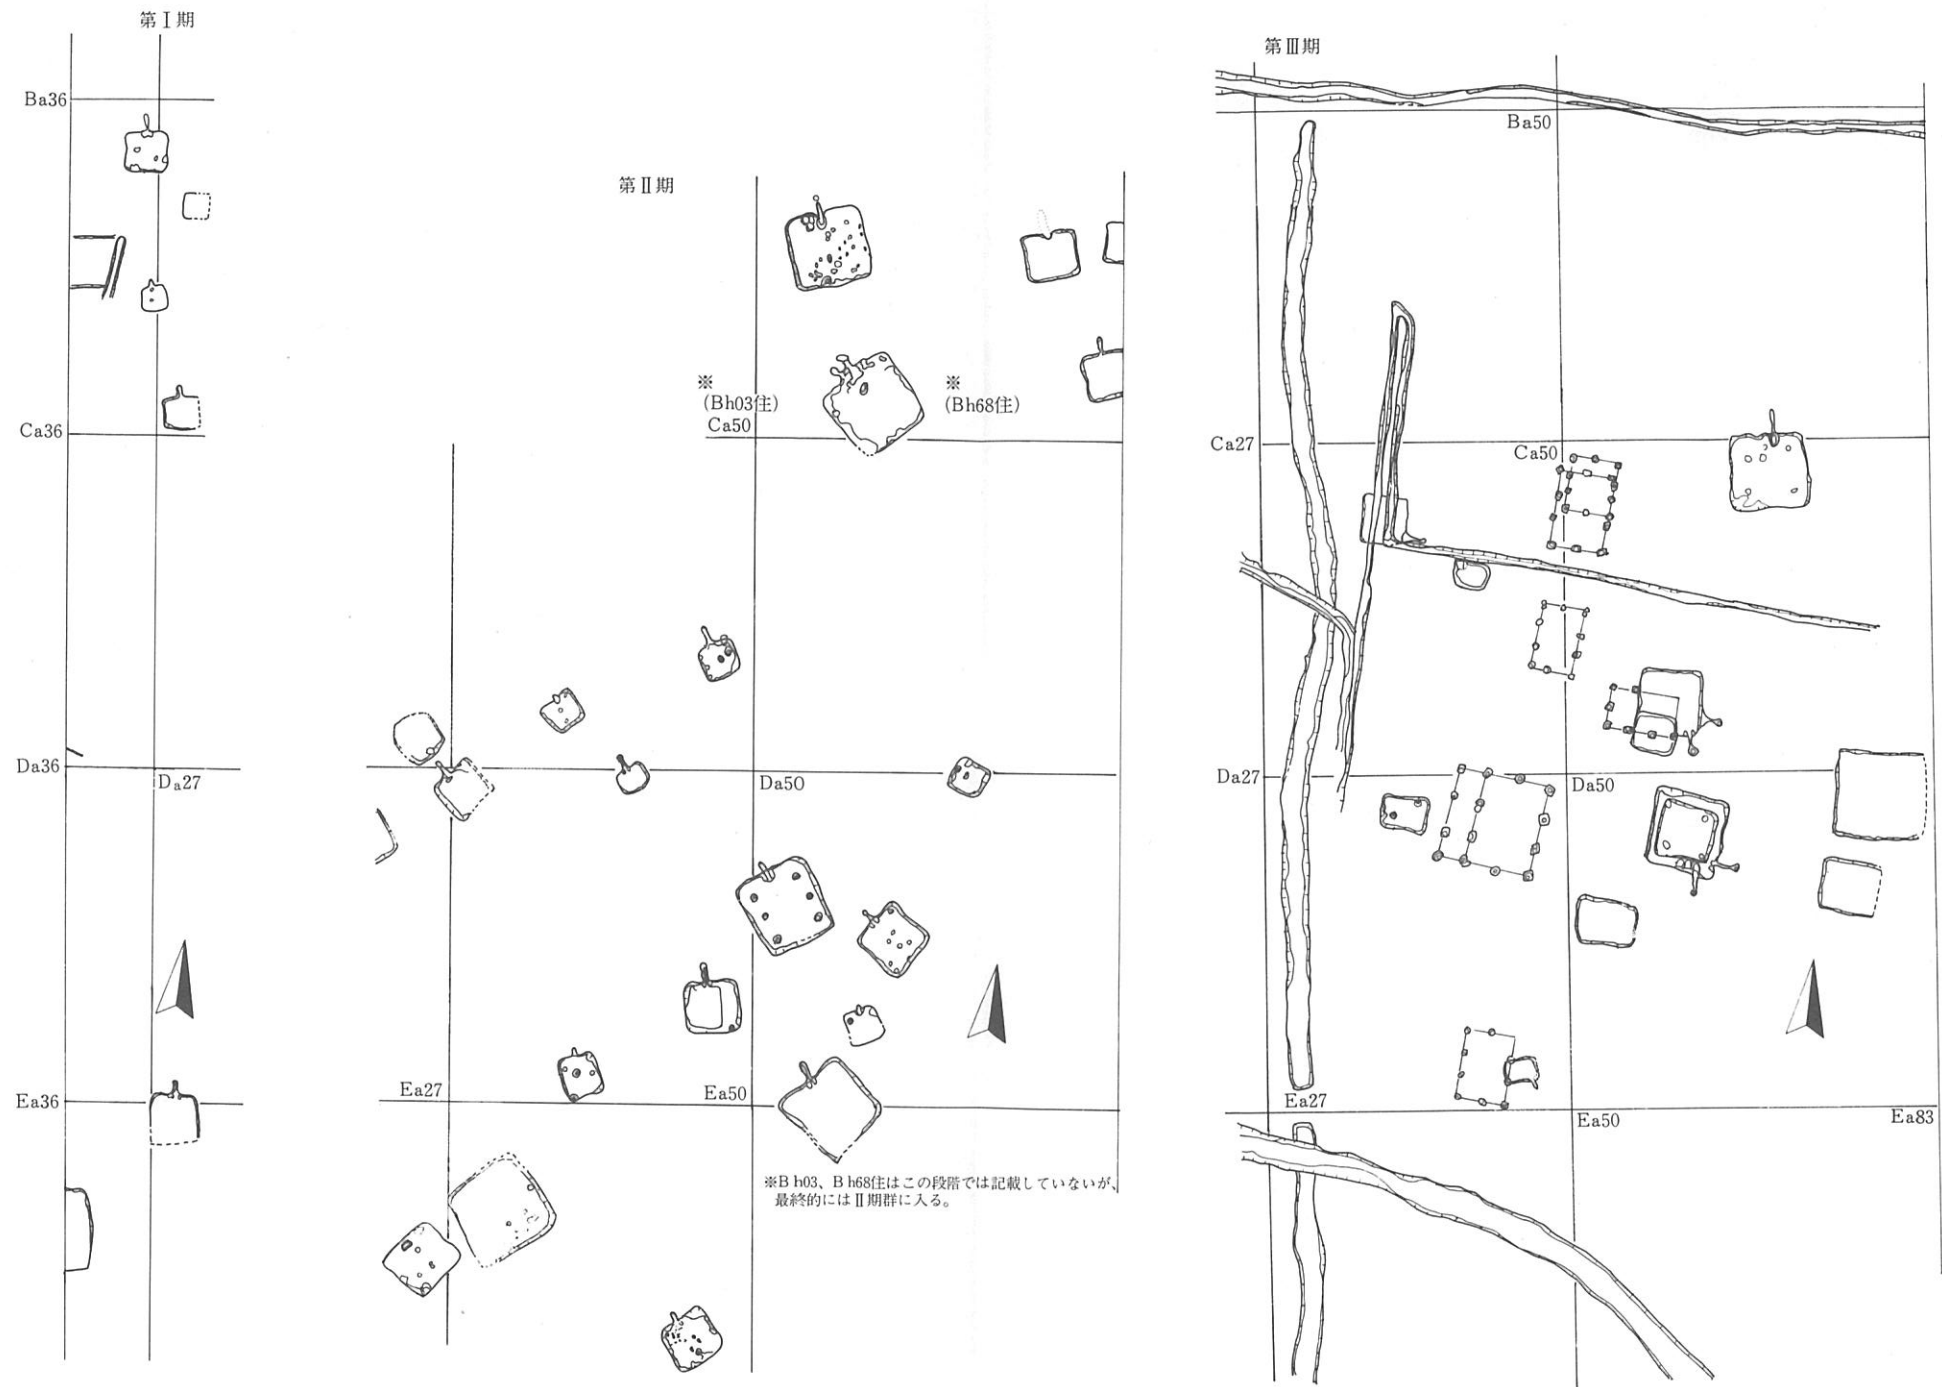 第Ⅰ期
Ba36
Ca36
Da36
Da27
Ea36
第Ⅱ期
※
(Bh03住)
Ca50
※
(Bh68住)
Da50
Ea27
Ea50
※Bh03、Bh68住はこの段階では記載していないが、
最終的にはⅡ期群に入る。
第Ⅲ期
Ba50
Ca27
Ca50
Da27
Da50
Ea27
Ea50
Ea83